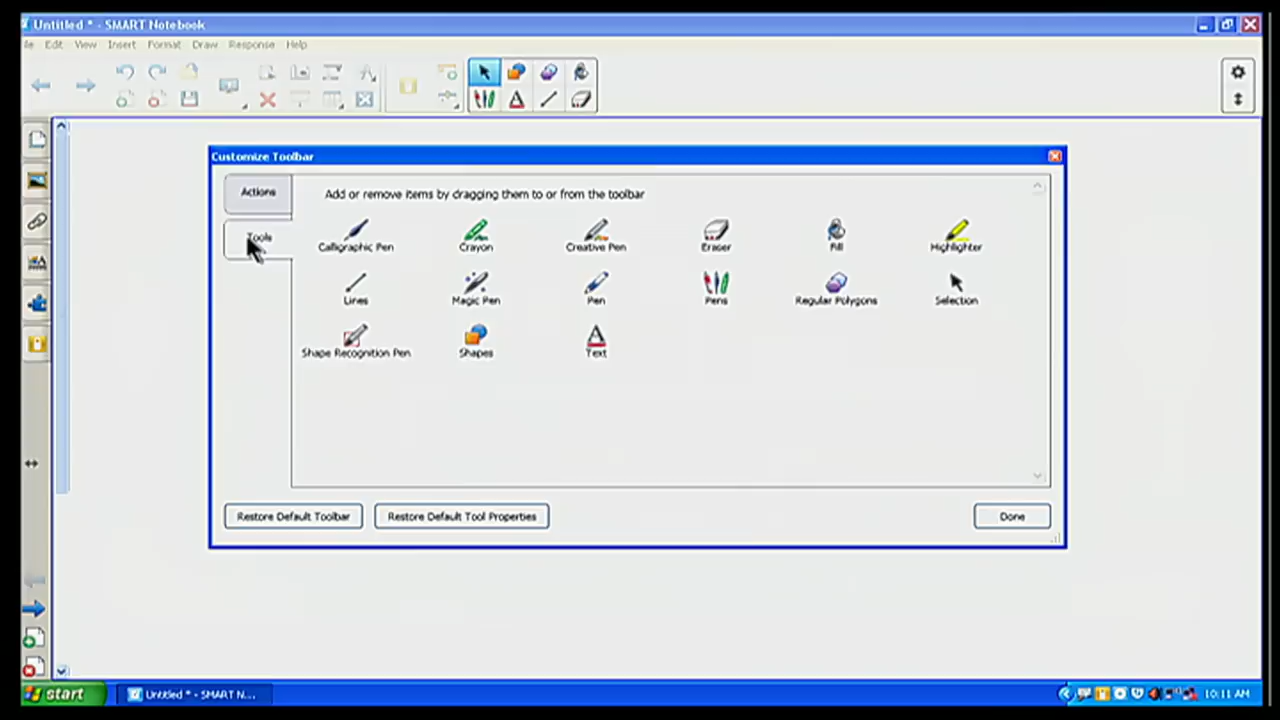 Untitled * - SMART Notebook
Edit View Insert Format Draw Response Help
Customize Toolbar
Actions
Add or remove items by dragging them to or from the toolbar
Tools
Calligraphic Pen Crayon Creative Pen Eraser Fill Highlighter
Lines Magic Pen Pen Pens Regular Polygons Selection
Shape Recognition Pen Shapes Text
Restore Default Toolbar Restore Default Tool Properties Done
start Untitled * - SMART N... 10:11 AM